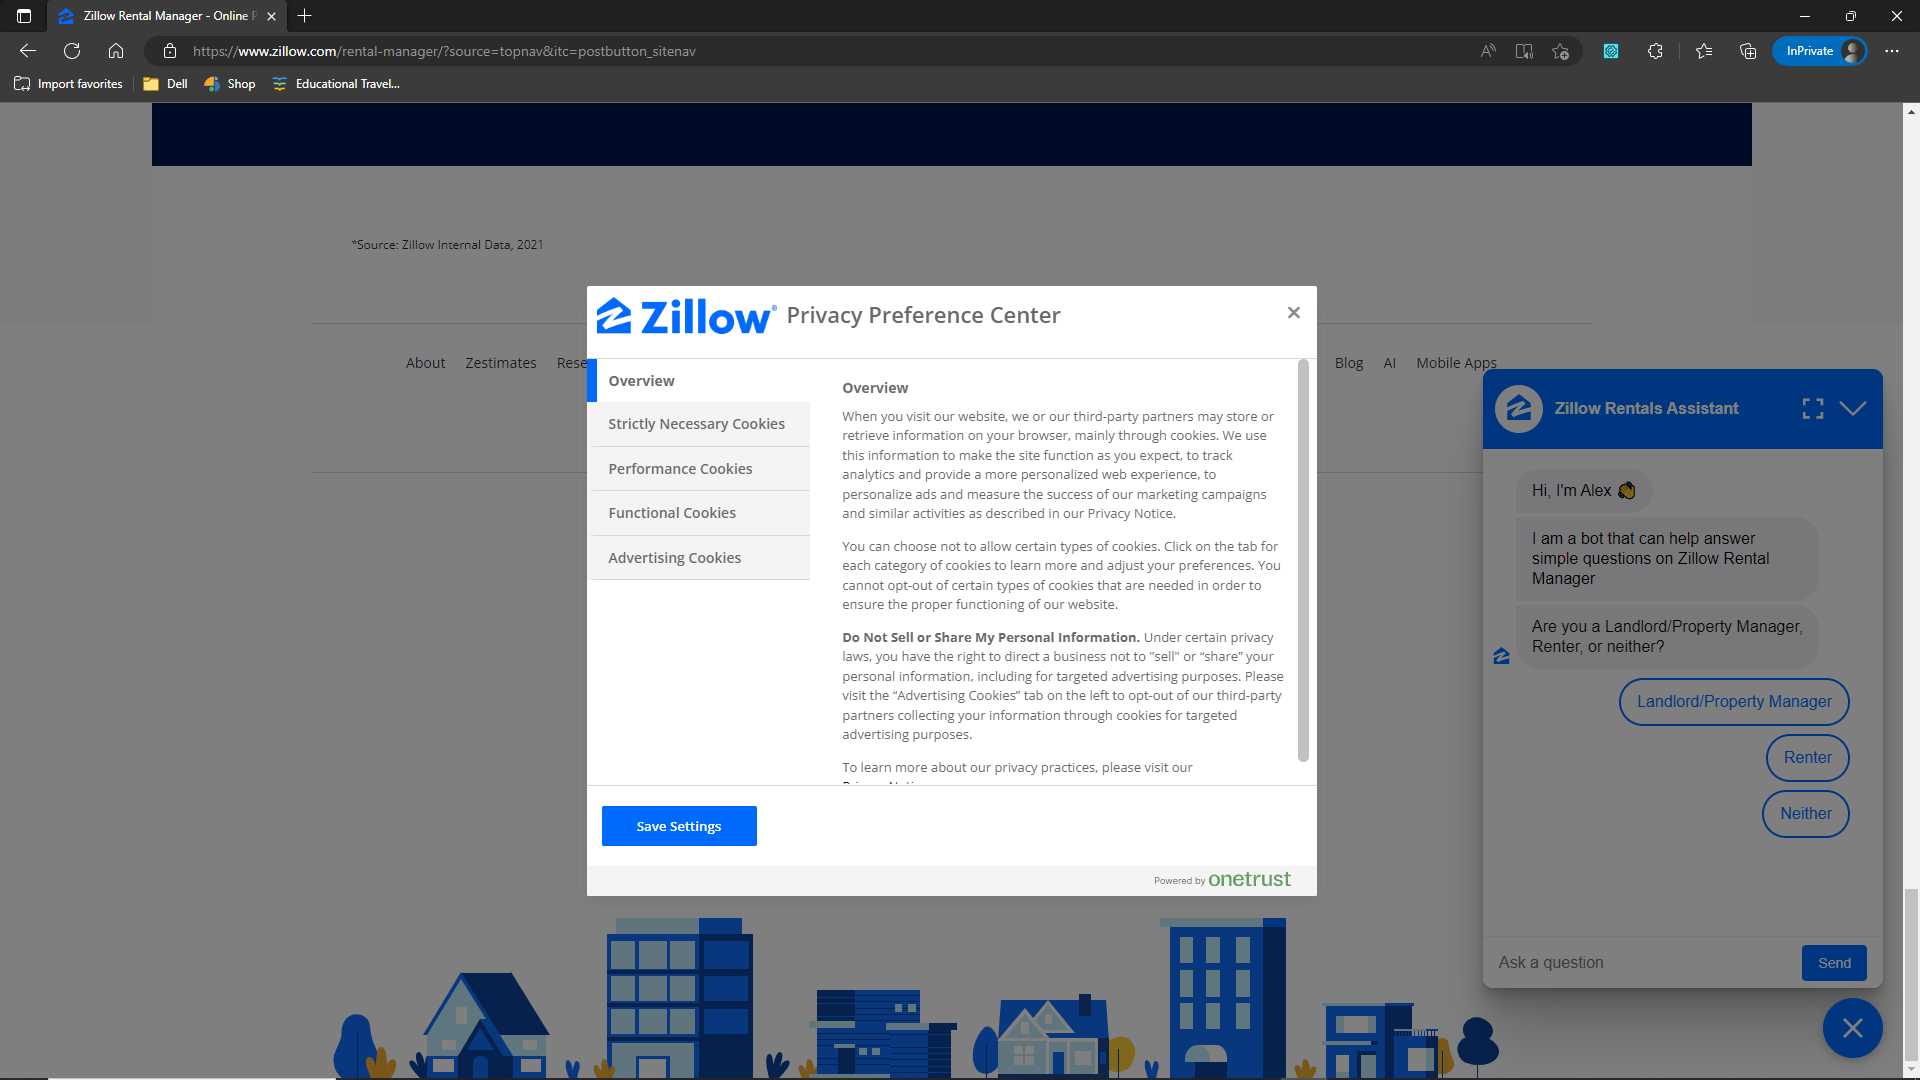 Zillow Rental Manager - Online
https://www.zillow.com/rental-manager/?source=topnav&itc=postbutton_sitenav
InPrivate
Import favorites
Dell
Shop
Educational Travel...
*Source: Zillow Internal Data, 2021
About
Zestimates
Blog
AI
Mobile Apps
Zillow® Privacy Preference Center
Overview
Strictly Necessary Cookies
Performance Cookies
Functional Cookies
Advertising Cookies
Overview
When you visit our website, we or our third-party partners may store or
retrieve information on your browser, mainly through cookies. We use
this information to make the site function as you expect, to track
analytics and provide a more personalized web experience, to
personalize ads and measure the success of our marketing campaigns
and similar activities as described in our Privacy Notice.
You can choose not to allow certain types of cookies. Click on the tab for
each category of cookies to learn more and adjust your preferences. You
cannot opt-out of certain types of cookies that are needed in order to
ensure the proper functioning of our website.
Do Not Sell or Share My Personal Information. Under certain privacy
laws, you have the right to direct a business not to "sell" or “share” your
personal information, including for targeted advertising purposes. Please
visit the “Advertising Cookies” tab on the left to opt-out of our third-party
partners collecting your information through cookies for targeted
advertising purposes.
To learn more about our privacy practices, please visit our
Save Settings
Powered by onetrust
Zillow Rentals Assistant
Hi, I'm Alex
I am a bot that can help answer
simple questions on Zillow Rental
Manager
Are you a Landlord/Property Manager,
Renter, or neither?
Landlord/Property Manager
Renter
Neither
Ask a question
Send